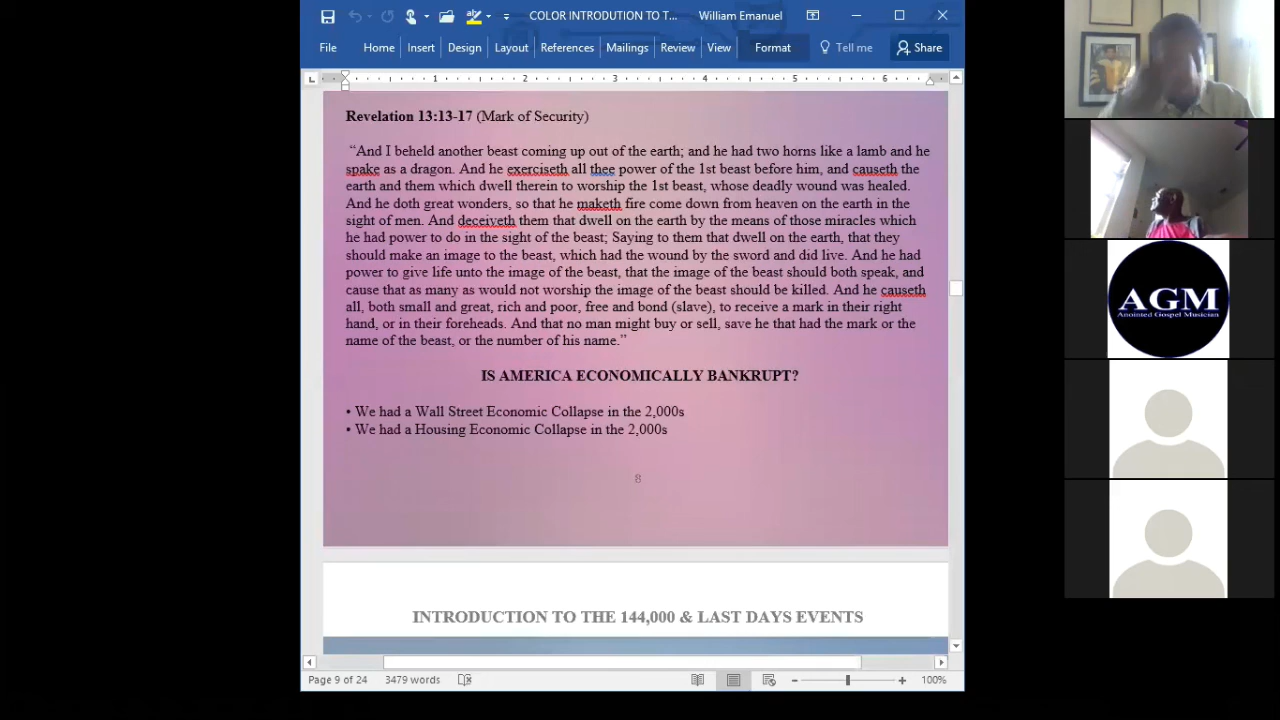 COLOR INTRODUTION TO T...
William Emanuel
File Home Insert Design Layout References Mailings Review View Format Tell me Share
1 2 3 4 5 6
Revelation 13:13-17 (Mark of Security)
“And I beheld another beast coming up out of the earth; and he had two horns like a lamb and he
spake as a dragon. And he exerciseth all thee power of the 1st beast before him, and causeth the
earth and them which dwell therein to worship the 1st beast, whose deadly wound was healed.
And he doth great wonders, so that he maketh fire come down from heaven on the earth in the
sight of men. And deceiveth them that dwell on the earth by the means of those miracles which
he had power to do in the sight of the beast; Saying to them that dwell on the earth, that they
should make an image to the beast, which had the wound by the sword and did live. And he had
power to give life unto the image of the beast, that the image of the beast should both speak, and
cause that as many as would not worship the image of the beast should be killed. And he causeth
all, both small and great, rich and poor, free and bond (slave), to receive a mark in their right
hand, or in their foreheads. And that no man might buy or sell, save he that had the mark or the
name of the beast, or the number of his name.”
IS AMERICA ECONOMICALLY BANKRUPT?
• We had a Wall Street Economic Collapse in the 2,000s
• We had a Housing Economic Collapse in the 2,000s
8
INTRODUCTION TO THE 144,000 & LAST DAYS EVENTS
Page 9 of 24 3479 words 100%
AGM
Anointed Gospel Musician